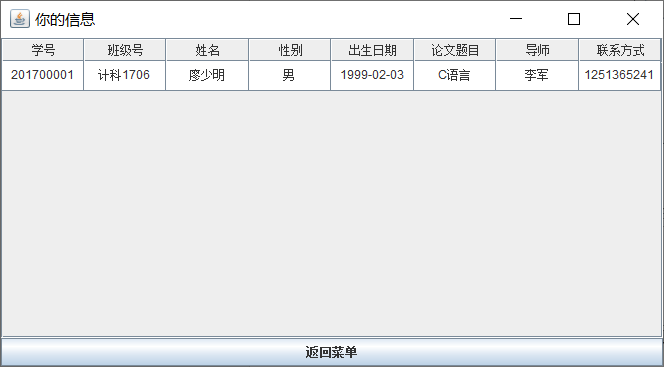 你的信息
学号 班级号 姓名 性别 出生日期 论文题目 导师 联系方式
201700001 计科1706 廖少明 男 1999-02-03 C语言 李军 1251365241
返回菜单